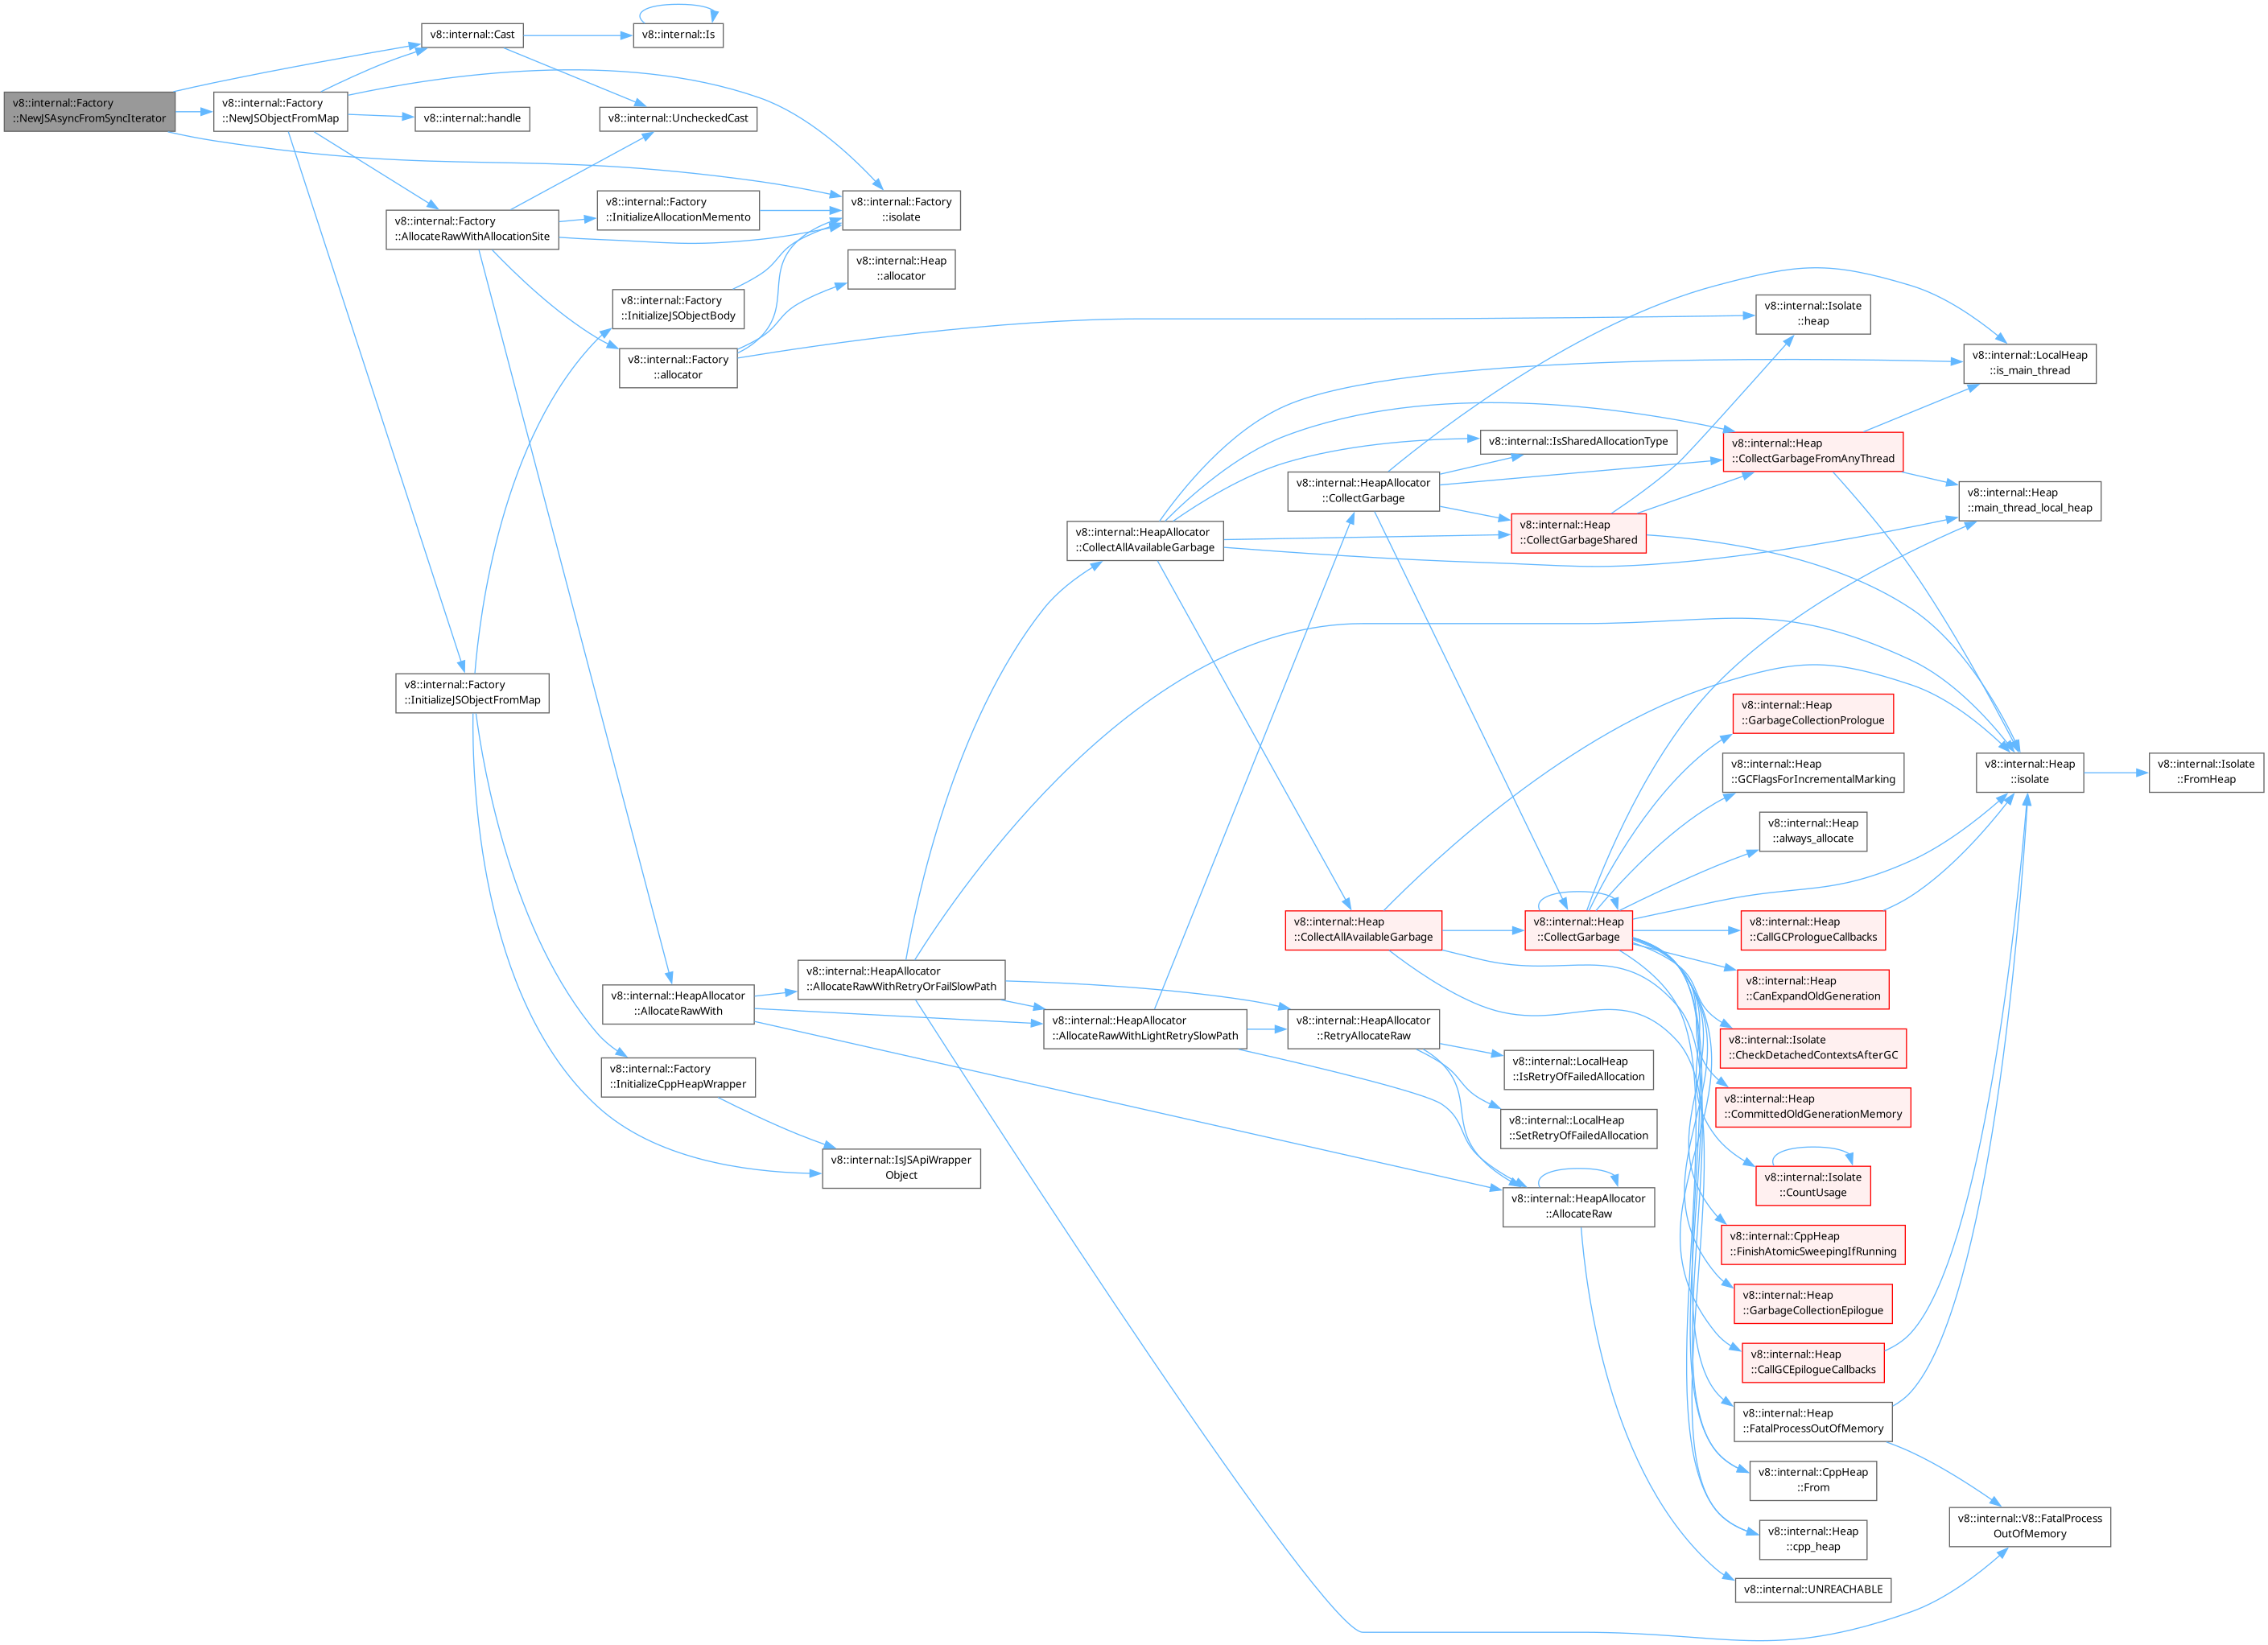 v8::internal::Factory
::NewJSAsyncFromSyncIterator
v8::internal::Cast
v8::internal::Is
v8::internal::Factory
::NewJSObjectFromMap
v8::internal::handle
v8::internal::UncheckedCast
v8::internal::Factory
::AllocateRawWithAllocationSite
v8::internal::Factory
::InitializeAllocationMemento
v8::internal::Factory
::isolate
v8::internal::Heap
::allocator
v8::internal::Factory
::InitializeJSObjectBody
v8::internal::Factory
::allocator
v8::internal::Isolate
::heap
v8::internal::LocalHeap
::is_main_thread
v8::internal::IsSharedAllocationType
v8::internal::Heap
::CollectGarbageFromAnyThread
v8::internal::HeapAllocator
::CollectGarbage
v8::internal::Heap
::main_thread_local_heap
v8::internal::HeapAllocator
::CollectAllAvailableGarbage
v8::internal::Heap
::CollectGarbageShared
v8::internal::Factory
::InitializeJSObjectFromMap
v8::internal::Heap
::GarbageCollectionPrologue
v8::internal::Heap
::GCFlagsForIncrementalMarking
v8::internal::Heap
::isolate
v8::internal::Isolate
::FromHeap
v8::internal::Heap
::always_allocate
v8::internal::Heap
::CollectAllAvailableGarbage
v8::internal::Heap
::CollectGarbage
v8::internal::Heap
::CallGCPrologueCallbacks
v8::internal::HeapAllocator
::AllocateRawWith
v8::internal::HeapAllocator
::AllocateRawWithRetryOrFailSlowPath
v8::internal::Heap
::CanExpandOldGeneration
v8::internal::HeapAllocator
::AllocateRawWithLightRetrySlowPath
v8::internal::HeapAllocator
::RetryAllocateRaw
v8::internal::Isolate
::CheckDetachedContextsAfterGC
v8::internal::Factory
::InitializeCppHeapWrapper
v8::internal::LocalHeap
::IsRetryOfFailedAllocation
v8::internal::Heap
::CommittedOldGenerationMemory
v8::internal::LocalHeap
::SetRetryOfFailedAllocation
v8::internal::IsJSApiWrapper
Object
v8::internal::Isolate
::CountUsage
v8::internal::HeapAllocator
::AllocateRaw
v8::internal::CppHeap
::FinishAtomicSweepingIfRunning
v8::internal::Heap
::GarbageCollectionEpilogue
v8::internal::Heap
::CallGCEpilogueCallbacks
v8::internal::Heap
::FatalProcessOutOfMemory
v8::internal::CppHeap
::From
v8::internal::V8::FatalProcess
OutOfMemory
v8::internal::Heap
::cpp_heap
v8::internal::UNREACHABLE